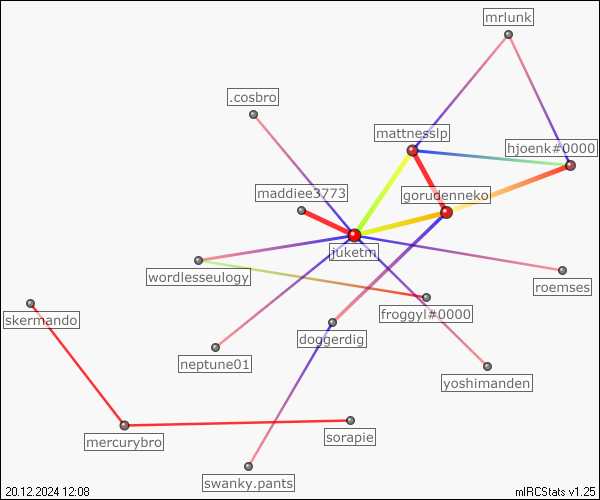 mrlunk
.cosbro
mattnesslp
hjoenk#0000
maddiee3773
gorudenneko
juketm
wordlesseulogy
roemses
skermando
froggyl#0000
doggerdig
neptune01
yoshimanden
mercurybro
sorapie
swanky.pants
20.12.2024 12:08
mIRCStats v1.25